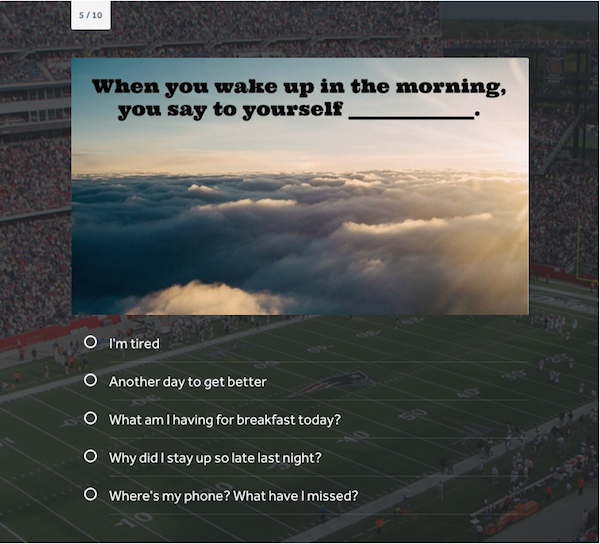 5 / 10
When you wake up in the morning,
you say to yourself ___________.
I'm tired
Another day to get better
What am I having for breakfast today?
Why did I stay up so late last night?
Where's my phone? What have I missed?